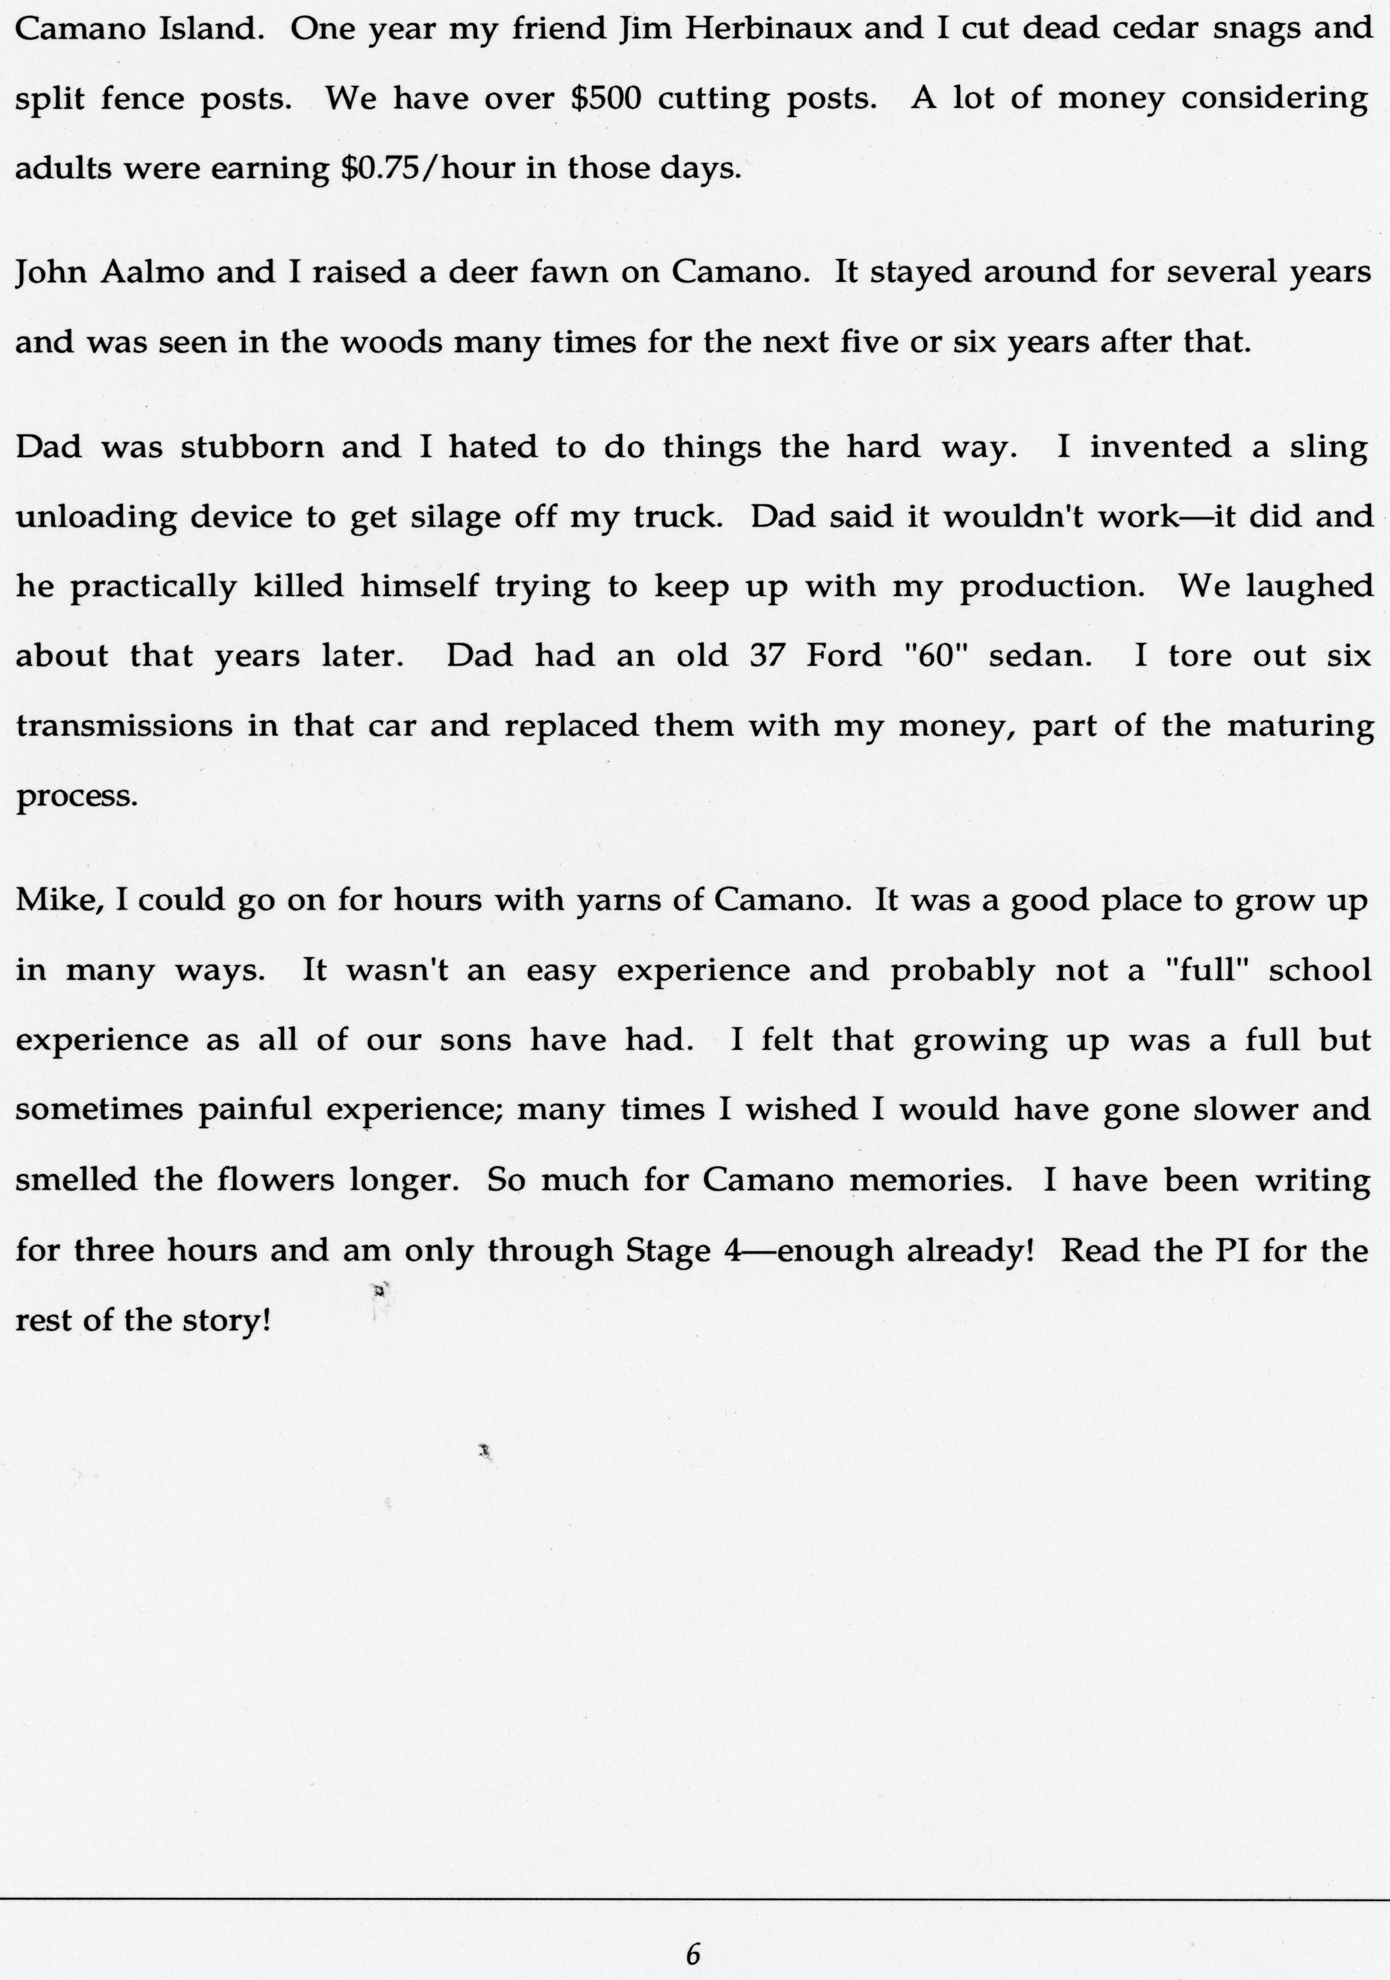 Camano Island. One year my friend Jim Herbinaux and I cut dead cedar snags and
split fence posts. We have over $500 cutting posts. A lot of money considering
adults were earning $0.75/hour in those days.
John Aalmo and I raised a deer fawn on Camano. It stayed around for several years
and was seen in the woods many times for the next five or six years after that.
Dad was stubborn and I hated to do things the hard way. I invented a sling
unloading device to get silage off my truck. Dad said it wouldn't work—it did and
he practically killed himself trying to keep up with my production. We laughed
about that years later. Dad had an old 37 Ford "60" sedan. I tore out six
transmissions in that car and replaced them with my money, part of the maturing
process.
Mike, I could go on for hours with yarns of Camano. It was a good place to grow up
in many ways. It wasn't an easy experience and probably not a "full" school
experience as all of our sons have had. I felt that growing up was a full but
sometimes painful experience; many times I wished I would have gone slower and
smelled the flowers longer. So much for Camano memories. I have been writing
for three hours and am only through Stage 4—enough already! Read the PI for the
rest of the story!
6